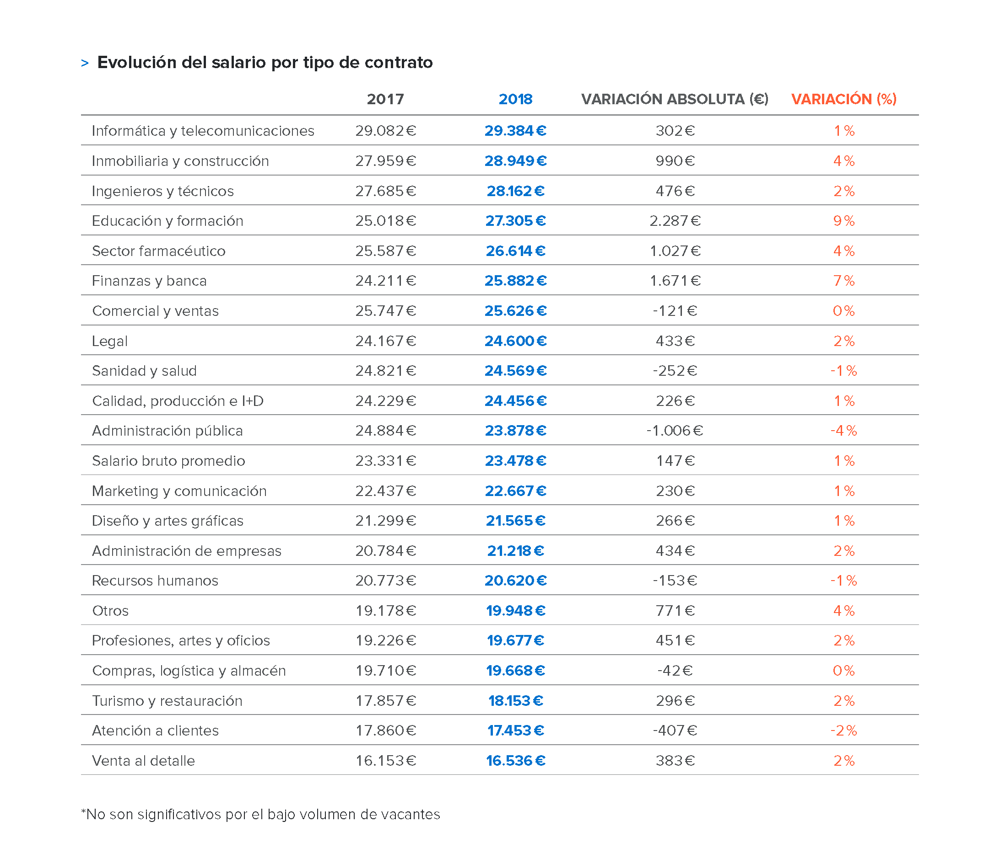 > Evolución del salario por tipo de contrato
2017 2018 VARIACIÓN ABSOLUTA (€) VARIACIÓN (%)
Informática y telecomunicaciones 29.082€ 29.384€ 302€ 1%
Inmobiliaria y construcción 27.959€ 28.949€ 990€ 4%
Ingenieros y técnicos 27.685€ 28.162€ 476€ 2%
Educación y formación 25.018€ 27.305€ 2.287€ 9%
Sector farmacéutico 25.587€ 26.614€ 1.027€ 4%
Finanzas y banca 24.211€ 25.882€ 1.671€ 7%
Comercial y ventas 25.747€ 25.626€ -121€ 0%
Legal 24.167€ 24.600€ 433€ 2%
Sanidad y salud 24.821€ 24.569€ -252€ -1%
Calidad, producción e I+D 24.229€ 24.456€ 226€ 1%
Administración pública 24.884€ 23.878€ -1.006€ -4%
Salario bruto promedio 23.331€ 23.478€ 147€ 1%
Marketing y comunicación 22.437€ 22.667€ 230€ 1%
Diseño y artes gráficas 21.299€ 21.565€ 266€ 1%
Administración de empresas 20.784€ 21.218€ 434€ 2%
Recursos humanos 20.773€ 20.620€ -153€ -1%
Otros 19.178€ 19.948€ 771€ 4%
Profesiones, artes y oficios 19.226€ 19.677€ 451€ 2%
Compras, logística y almacén 19.710€ 19.668€ -42€ 0%
Turismo y restauración 17.857€ 18.153€ 296€ 2%
Atención a clientes 17.860€ 17.453€ -407€ -2%
Venta al detalle 16.153€ 16.536€ 383€ 2%
*No son significativos por el bajo volumen de vacantes